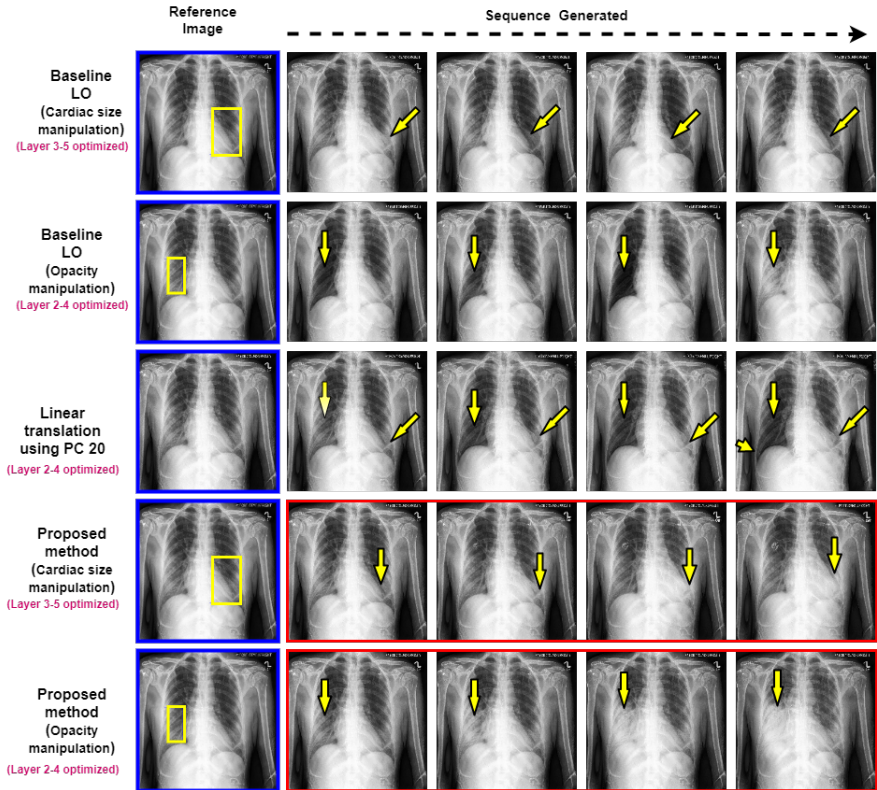 Reference
Image
Sequence Generated
Baseline
LO
(Cardiac size
manipulation)
(Layer 3-5 optimized)
Baseline
LO
(Opacity
manipulation)
(Layer 2-4 optimized)
Linear
translation
using PC 20
(Layer 2-4 optimized)
Proposed
method
(Cardiac size
manipulation)
(Layer 3-5 optimized)
Proposed
method
(Opacity
manipulation)
(Layer 2-4 optimized)